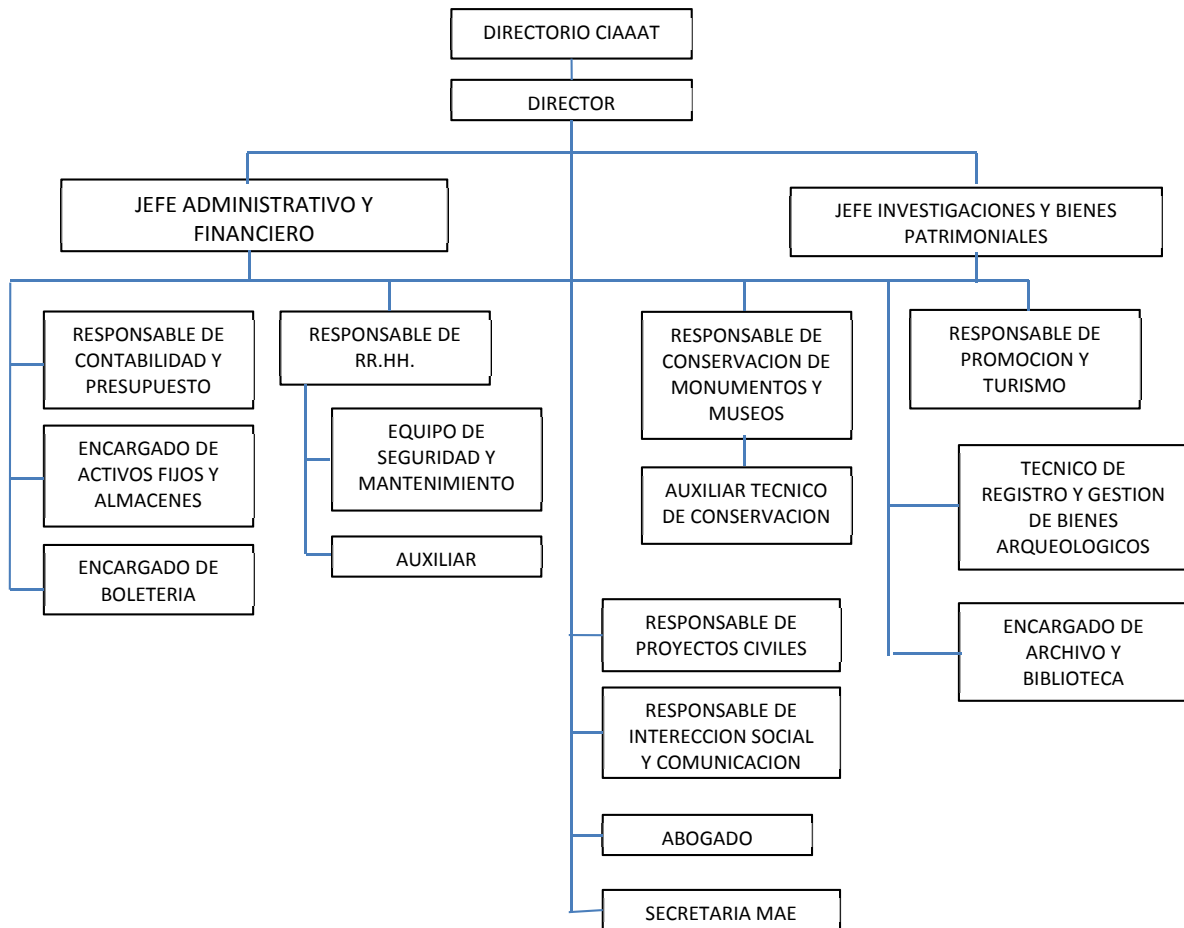 DIRECTORIO CIAAAT
DIRECTOR
JEFE ADMINISTRATIVO Y
FINANCIERO
JEFE INVESTIGACIONES Y BIENES
PATRIMONIALES
RESPONSABLE DE
CONTABILIDAD Y
PRESUPUESTO
RESPONSABLE DE
RR.HH.
RESPONSABLE DE
CONSERVACION DE
MONUMENTOS Y
MUSEOS
RESPONSABLE DE
PROMOCION Y
TURISMO
ENCARGADO DE
ACTIVOS FIJOS Y
ALMACENES
EQUIPO DE
SEGURIDAD Y
MANTENIMIENTO
AUXILIAR TECNICO
DE CONSERVACION
TECNICO DE
REGISTRO Y GESTION
DE BIENES
ARQUEOLOGICOS
ENCARGADO DE
BOLETERIA
AUXILIAR
RESPONSABLE DE
PROYECTOS CIVILES
ENCARGADO DE
ARCHIVO Y
BIBLIOTECA
RESPONSABLE DE
INTERECCION SOCIAL
Y COMUNICACION
ABOGADO
SECRETARIA MAE